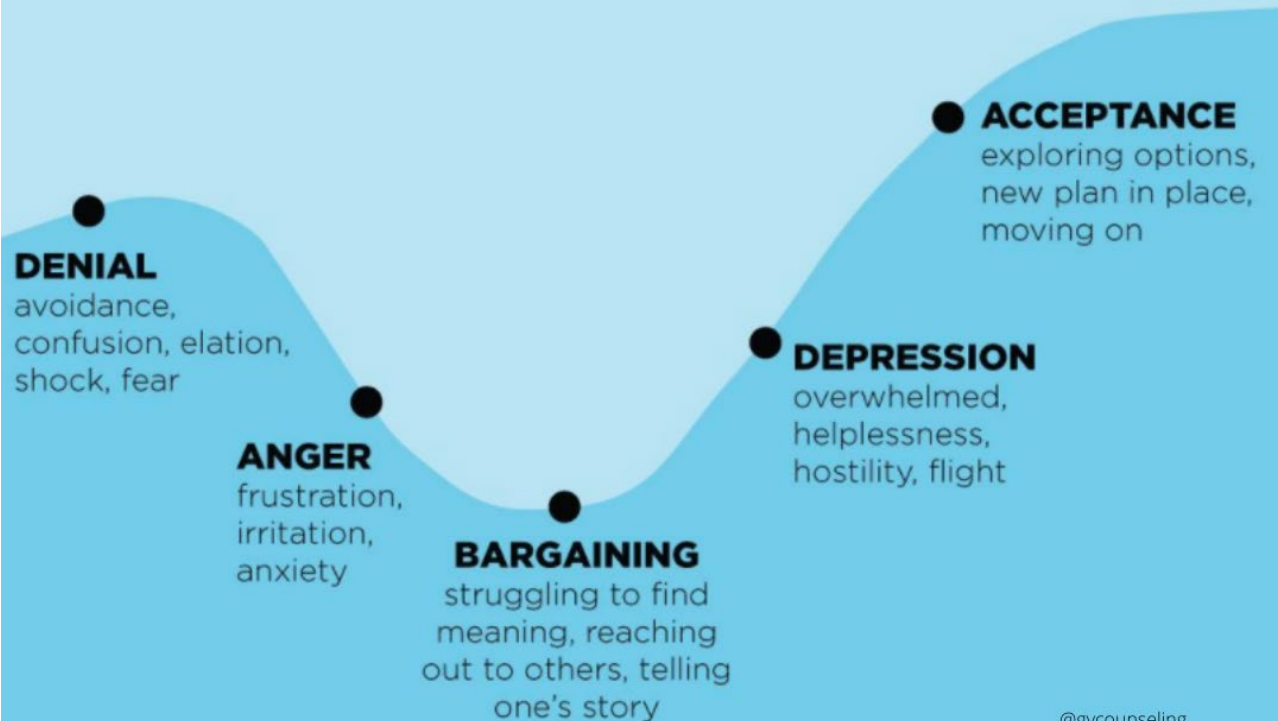 DENIAL
avoidance,
confusion, elation,
shock, fear
ANGER
frustration,
irritation,
anxiety
BARGAINING
struggling to find
meaning, reaching
out to others, telling
one's story
DEPRESSION
overwhelmed,
helplessness,
hostility, flight
ACCEPTANCE
exploring options,
new plan in place,
moving on
@gvcounseling